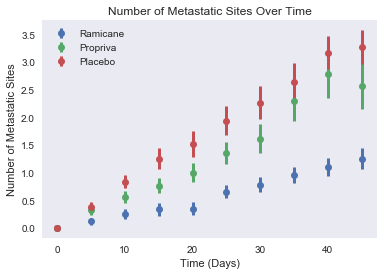 Number of Metastatic Sites Over Time
Ramicane
Propriva
Placebo
Number of Metastatic Sites
3.5
3.0
2.5
2.0
1.5
1.0
0.5
0.0
0 10 20 30 40
Time (Days)